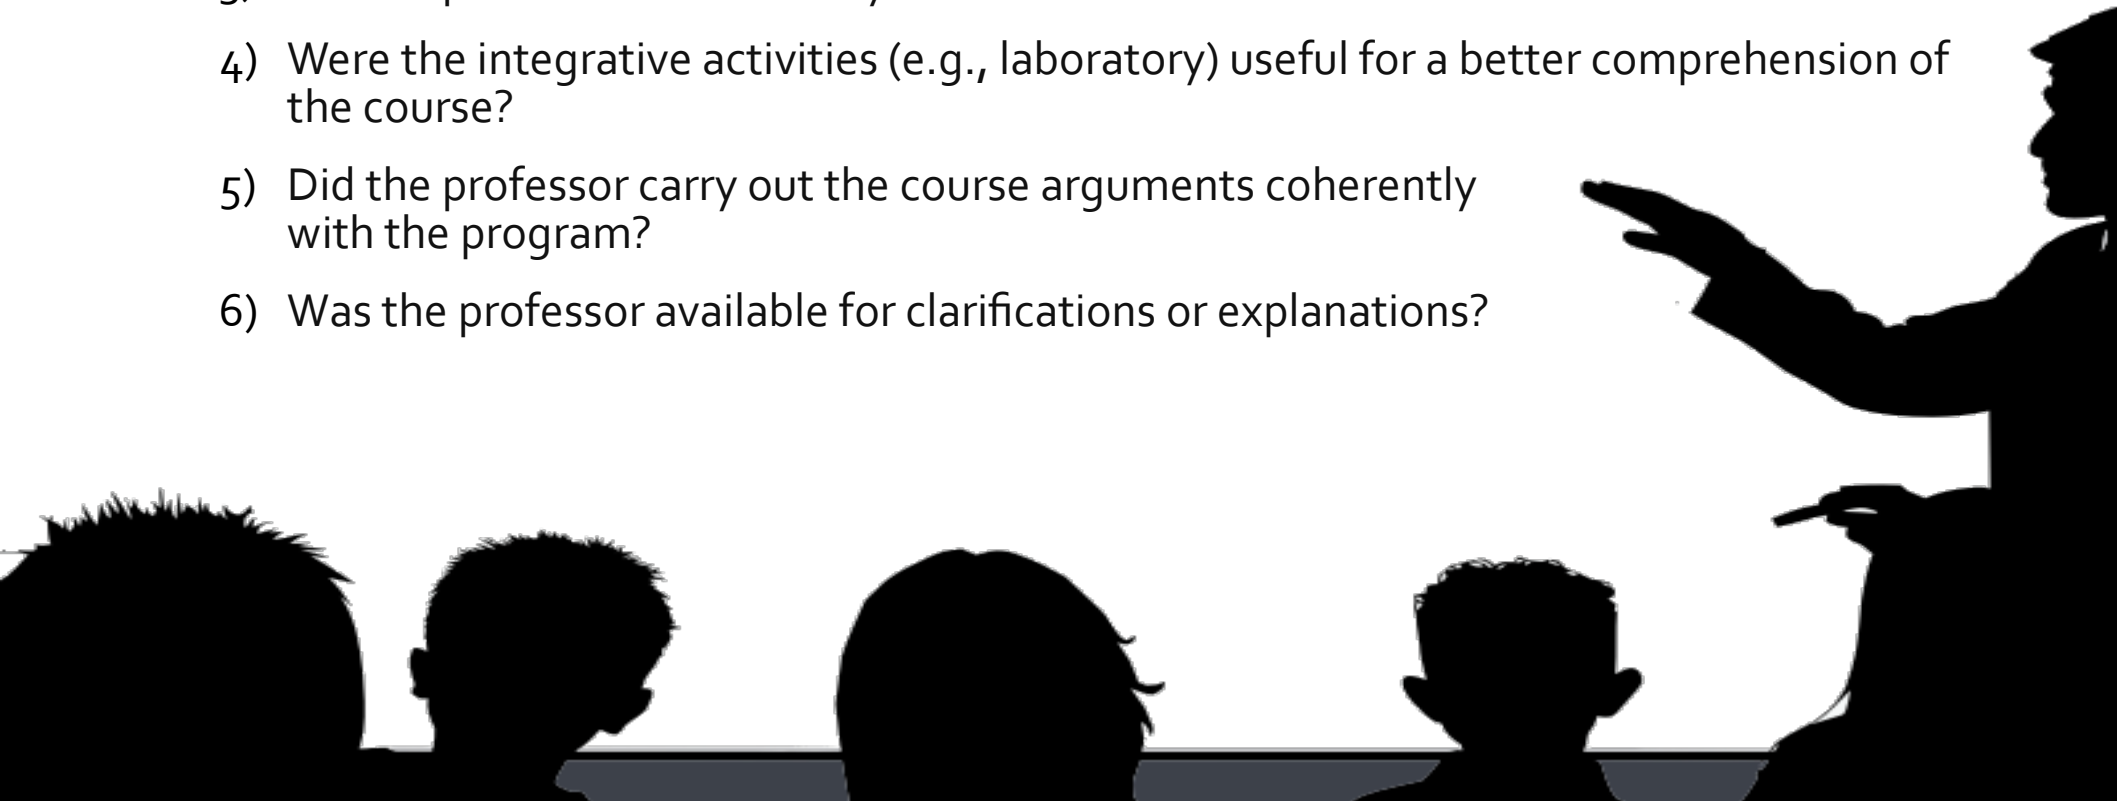 4) Were the integrative activities (e.g., laboratory) useful for a better comprehension of
the course?
5) Did the professor carry out the course arguments coherently
with the program?
6) Was the professor available for clarifications or explanations?